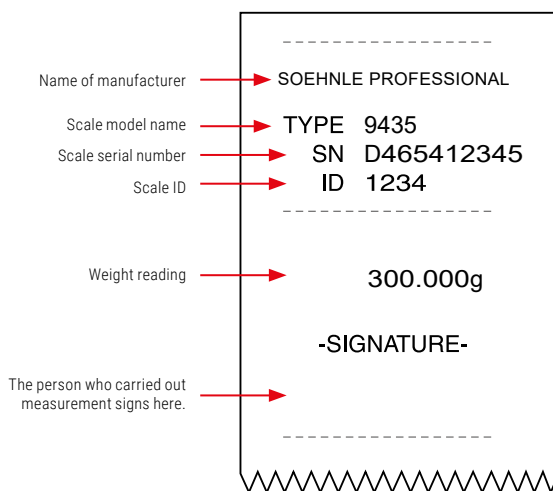 Name of manufacturer SOEHNLE PROFESSIONAL
Scale model name TYPE 9435
Scale serial number SN D465412345
Scale ID ID 1234
Weight reading 300.000g
-SIGNATURE-
The person who carried out
measurement signs here.